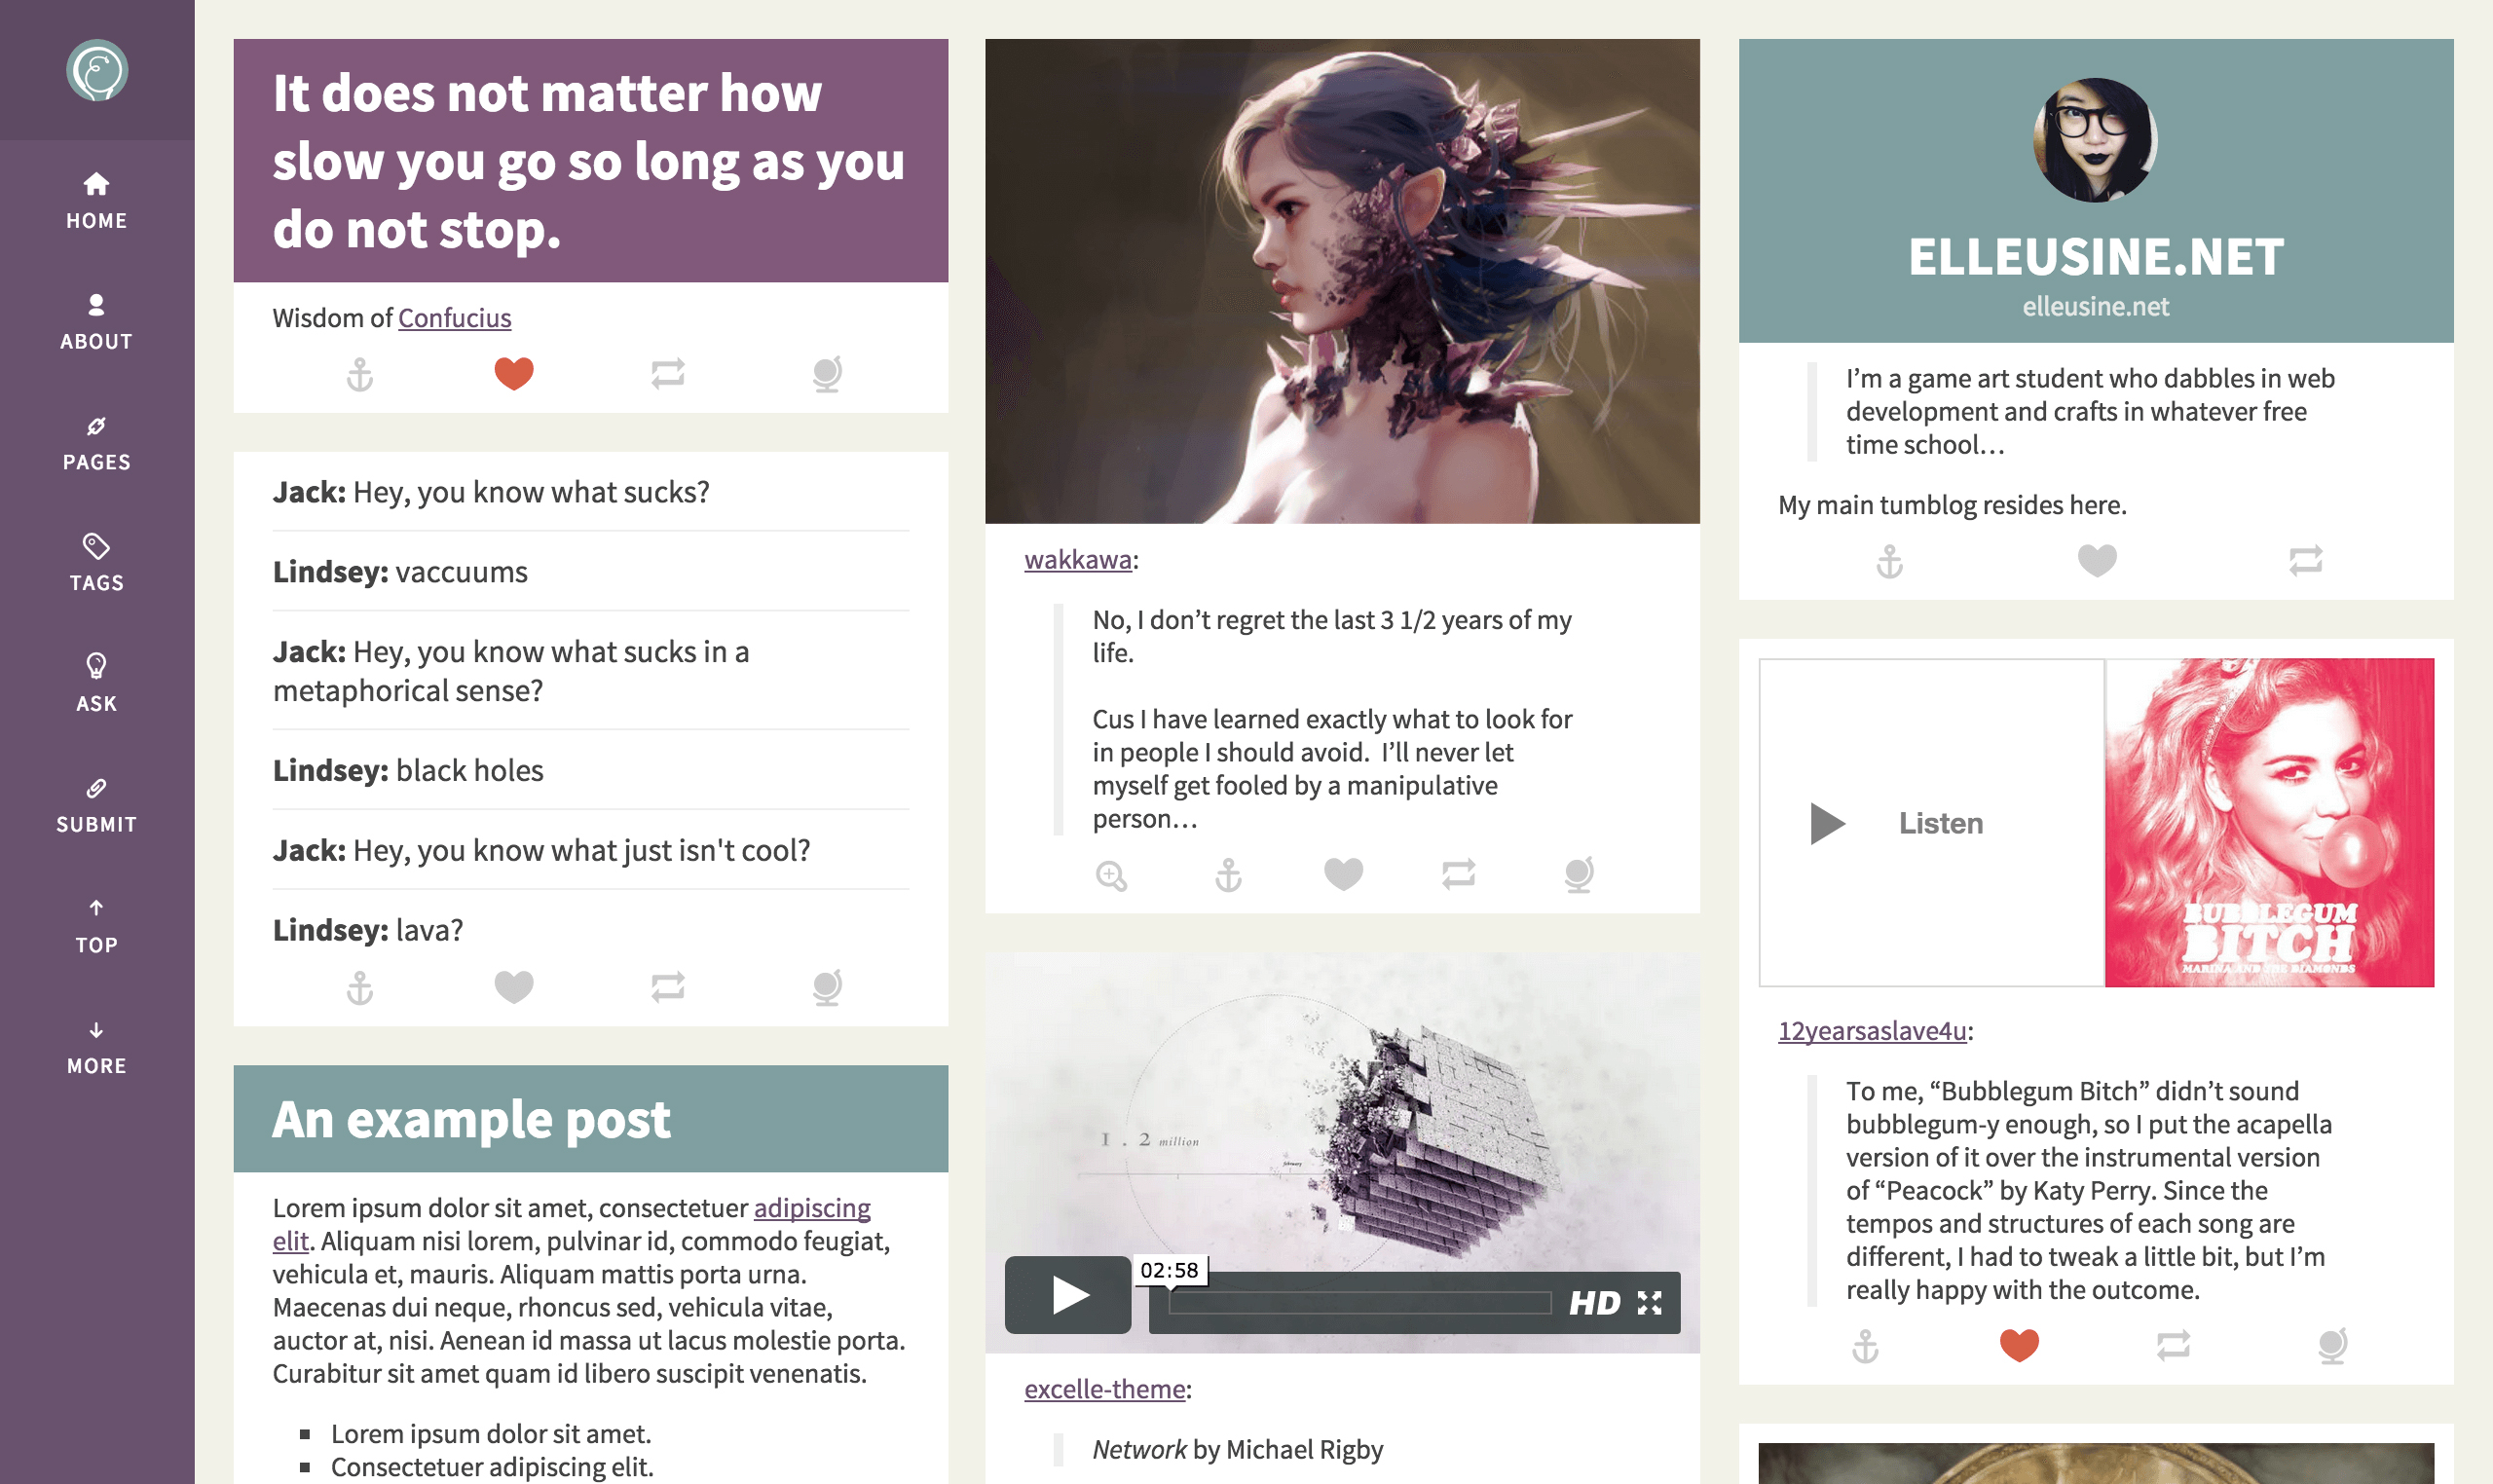 HOME
ABOUT
PAGES
TAGS
ASK
SUBMIT
TOP
MORE
It does not matter how
slow you go so long as you
do not stop.
Wisdom of Confucius
Jack: Hey, you know what sucks?
Lindsey: vaccuums
Jack: Hey, you know what sucks in a
metaphorical sense?
Lindsey: black holes
Jack: Hey, you know what just isn't cool?
Lindsey: lava?
An example post
Lorem ipsum dolor sit amet, consectetuer adipiscing
elit. Aliquam nisi lorem, pulvinar id, commodo feugiat,
vehicula et, mauris. Aliquam mattis porta urna.
Maecenas dui neque, rhoncus sed, vehicula vitae,
auctor at, nisi. Aenean id massa ut lacus molestie porta.
Curabitur sit amet quam id libero suscipit venenatis.
▪ Lorem ipsum dolor sit amet.
▪ Consectetuer adipiscing elit.
wakkawa:
No, I don’t regret the last 3 1/2 years of my
life.
Cus I have learned exactly what to look for
in people I should avoid.  I’ll never let
myself get fooled by a manipulative
person…
1 . 2 million
february
02:58
HD
excelle-theme:
Network by Michael Rigby
ELLEUSINE.NET
elleusine.net
I’m a game art student who dabbles in web
development and crafts in whatever free
time school…
My main tumblog resides here.
Listen
BUBBLEGUM
BITCH
MARINA AND THE DIAMONDS
12yearsaslave4u:
To me, “Bubblegum Bitch” didn’t sound
bubblegum-y enough, so I put the acapella
version of it over the instrumental version
of “Peacock” by Katy Perry. Since the
tempos and structures of each song are
different, I had to tweak a little bit, but I’m
really happy with the outcome.